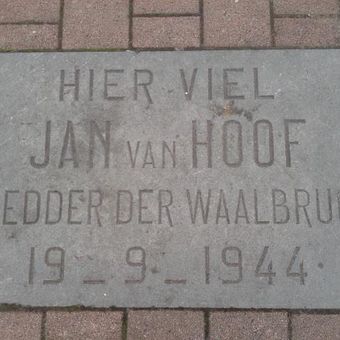 HIER VIEL
JAN VAN HOOF
EDDER DER WAALBRU
19_9_1944.